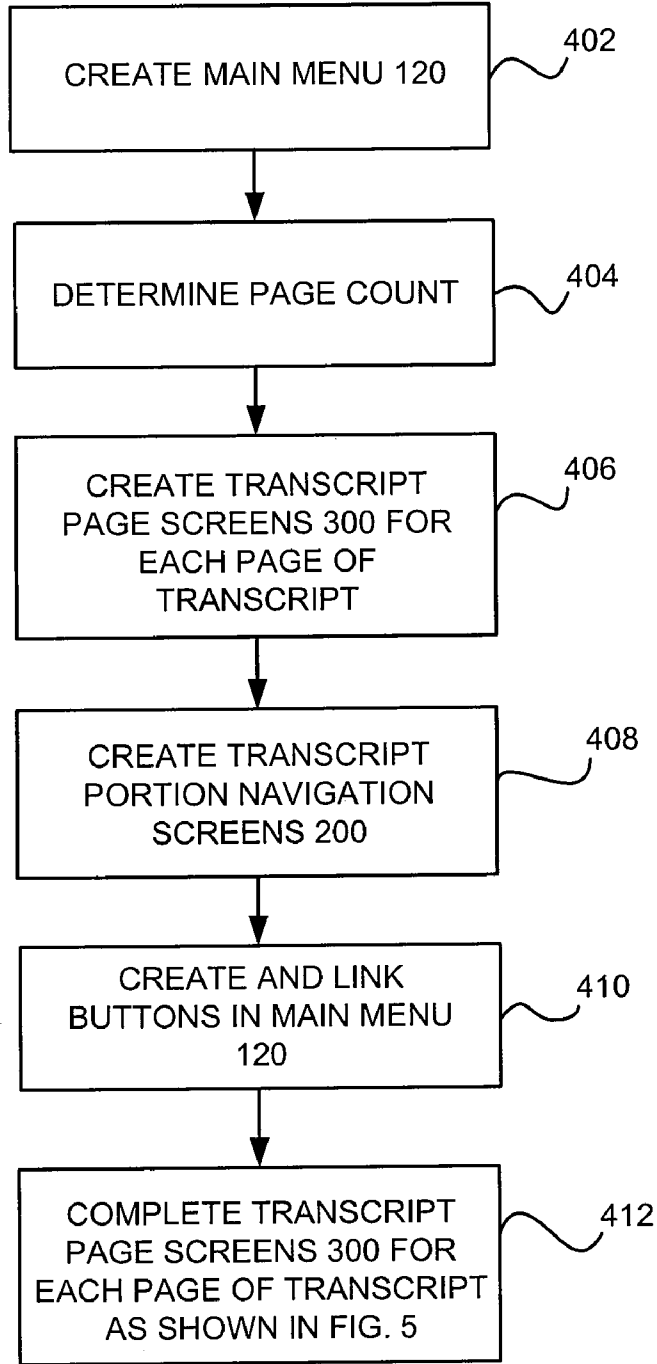 CREATE MAIN MENU 120
402
DETERMINE PAGE COUNT
404
CREATE TRANSCRIPT
PAGE SCREENS 300 FOR
EACH PAGE OF
TRANSCRIPT
406
CREATE TRANSCRIPT
PORTION NAVIGATION
SCREENS 200
408
CREATE AND LINK
BUTTONS IN MAIN MENU
120
410
COMPLETE TRANSCRIPT
PAGE SCREENS 300 FOR
EACH PAGE OF TRANSCRIPT
AS SHOWN IN FIG. 5
412